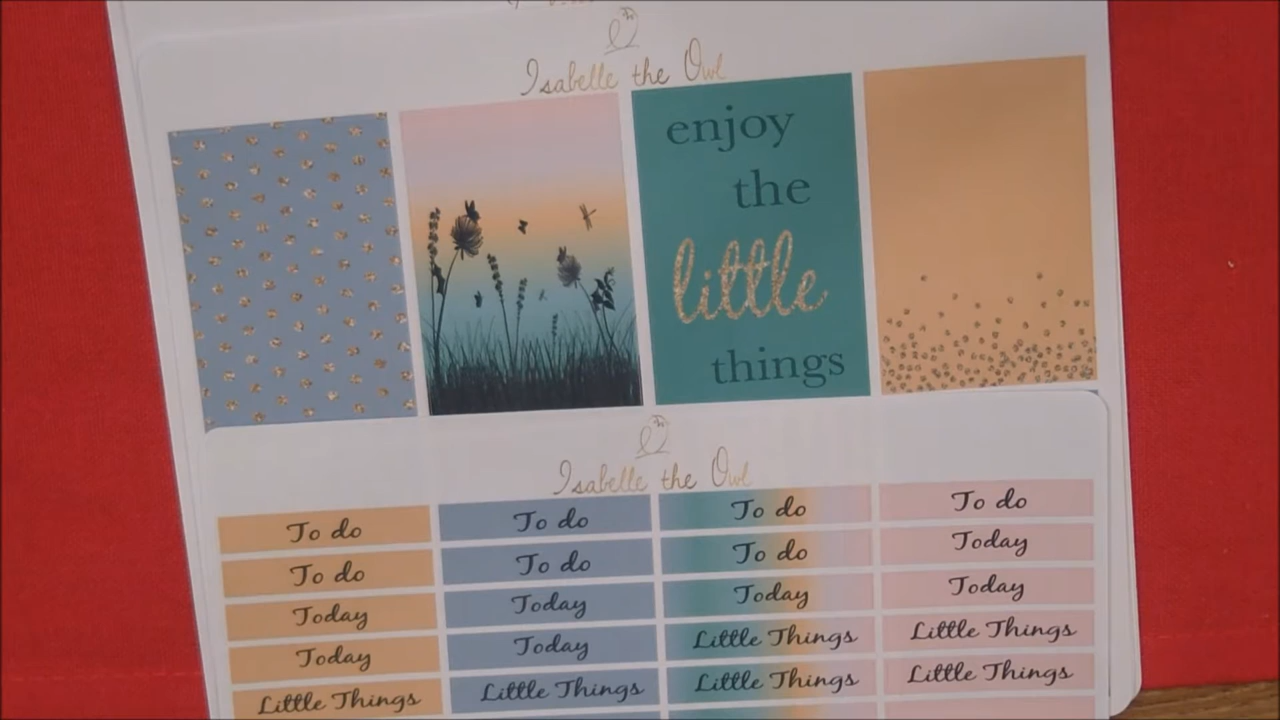 Isabelle the Owl
enjoy
the
little
things
Isabelle the Owl
To do To do To do To do
To do To do To do Today
Today Today Today Today
Today Today Little Things Little Things
Little Things Little Things Little Things Little Things